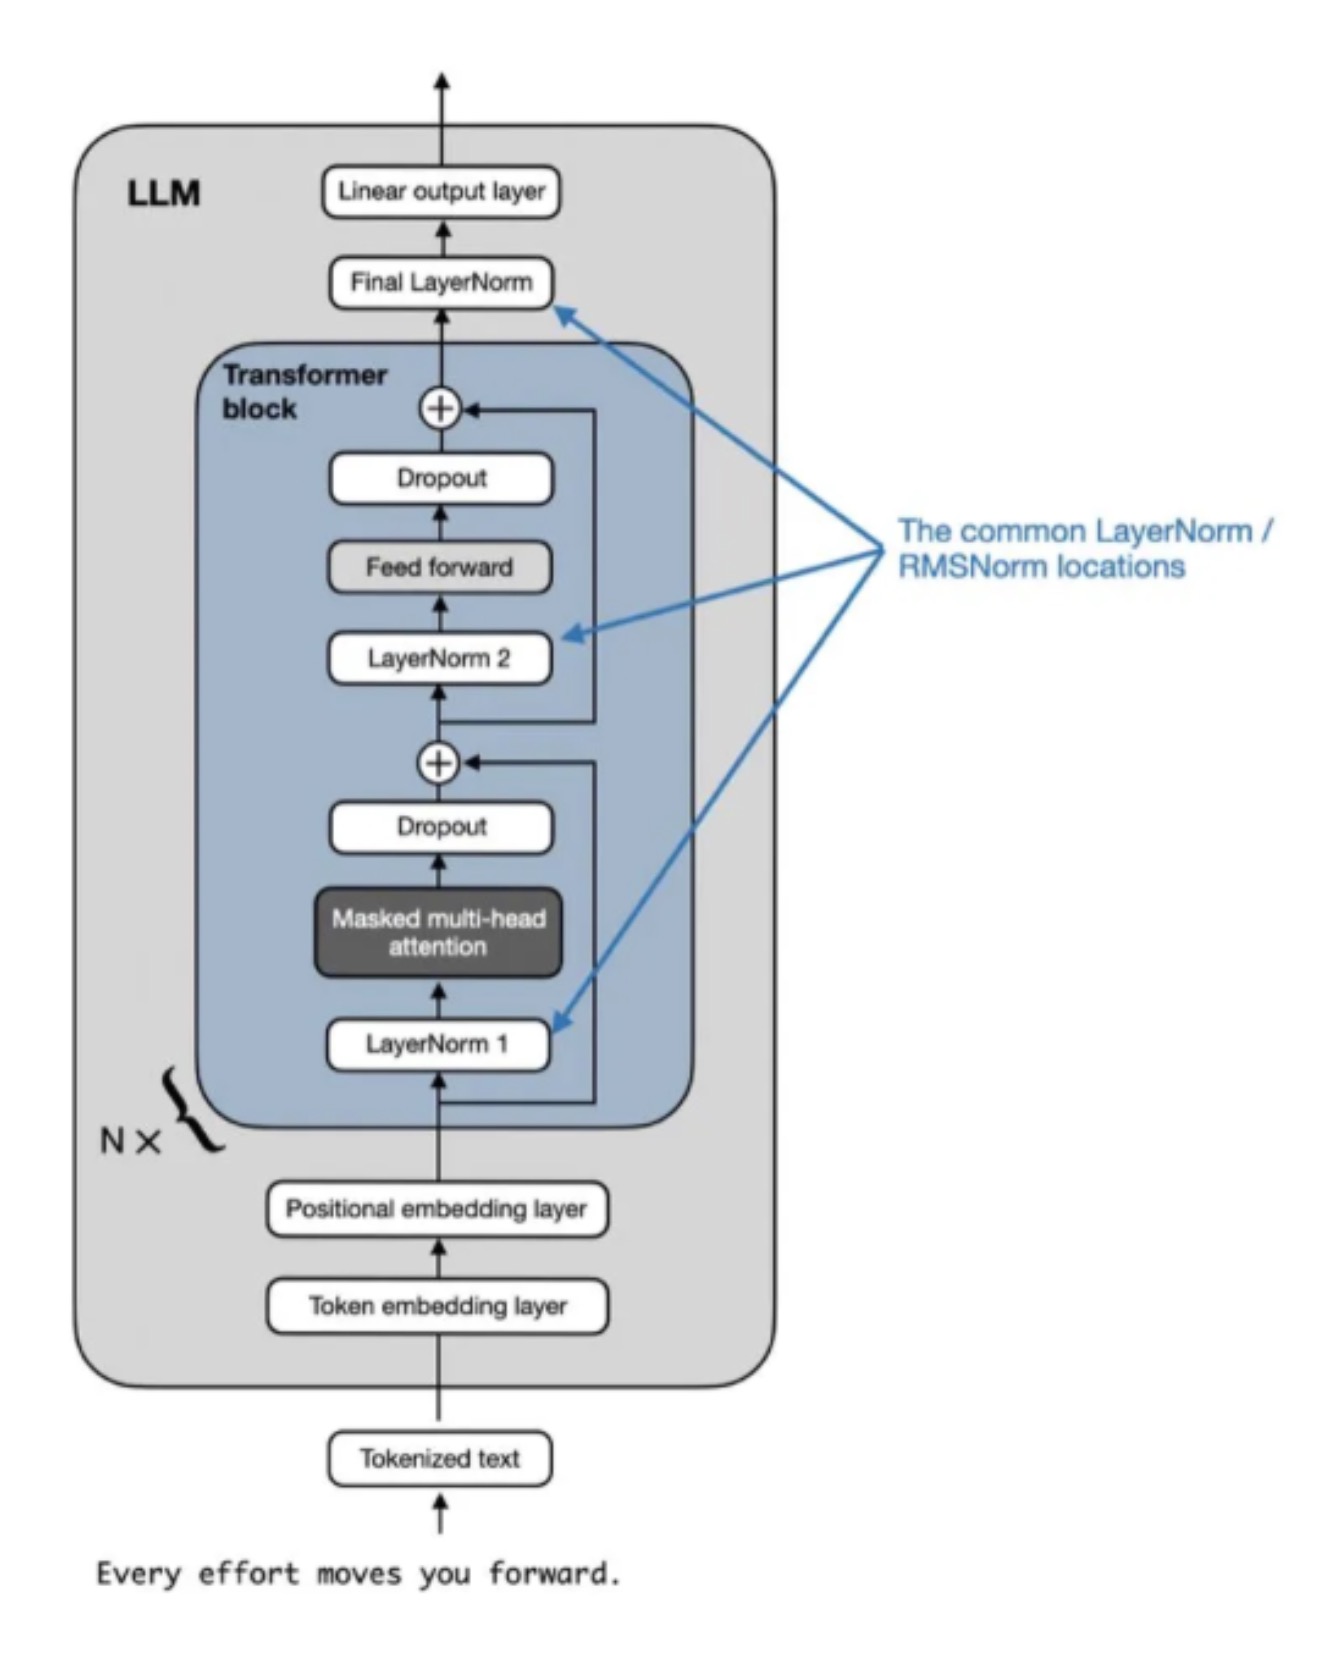 LLM
Linear output layer
Final LayerNorm
Transformer
block
+
Dropout
Feed forward
LayerNorm 2
The common LayerNorm /
RMSNorm locations
+
Dropout
Masked multi-head
attention
LayerNorm 1
N ×
{
Positional embedding layer
Token embedding layer
Tokenized text
Every effort moves you forward.